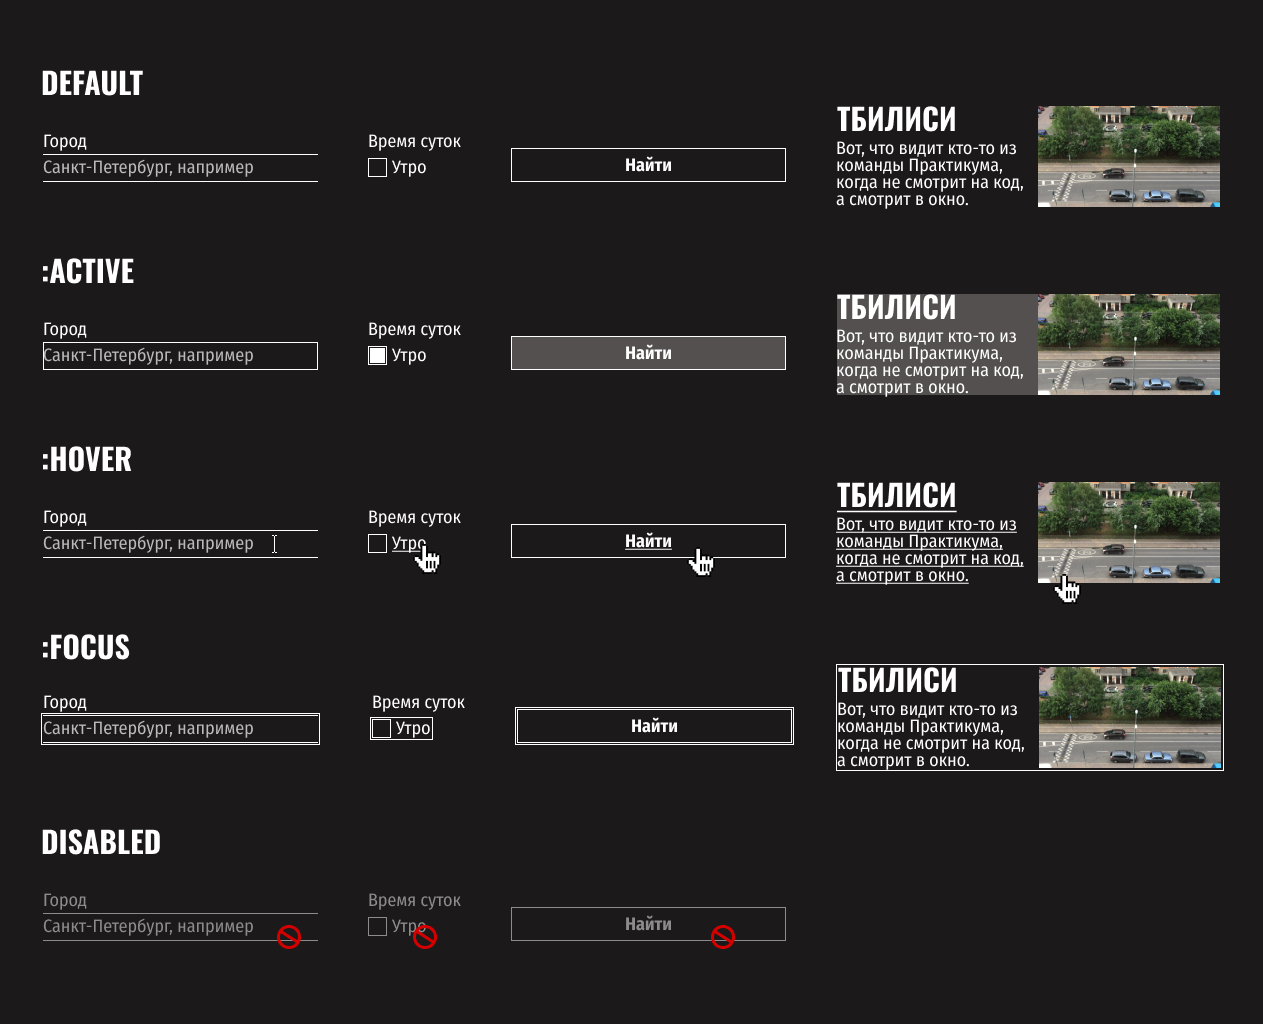 DEFAULT
Город
Санкт-Петербург, например
Время суток
Утро
Найти
ТБИЛИСИ
Вот, что видит кто-то из
команды Практикума,
когда не смотрит на код,
а смотрит в окно.
:ACTIVE
Город
Санкт-Петербург, например
Время суток
Утро
Найти
ТБИЛИСИ
Вот, что видит кто-то из
команды Практикума,
когда не смотрит на код,
а смотрит в окно.
:HOVER
Город
Санкт-Петербург, например
Время суток
Утро
Найти
ТБИЛИСИ
Вот, что видит кто-то из
команды Практикума,
когда не смотрит на код,
а смотрит в окно.
:FOCUS
Город
Санкт-Петербург, например
Время суток
Утро
Найти
ТБИЛИСИ
Вот, что видит кто-то из
команды Практикума,
когда не смотрит на код,
а смотрит в окно.
DISABLED
Город
Санкт-Петербург, например
Время суток
Утро
Найти